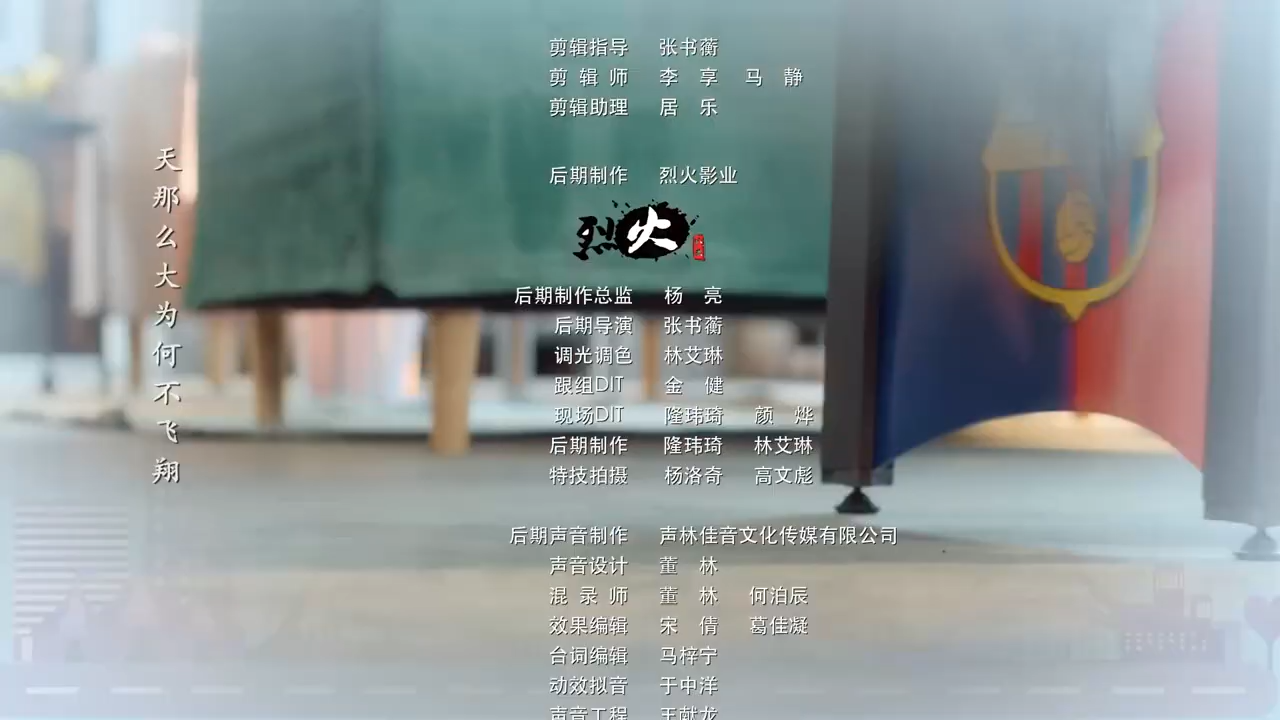 剪辑指导 张书蘅
剪辑师 李享 马静
剪辑助理 居乐
后期制作 烈火影业
烈火
后期制作总监 杨亮
后期导演 张书蘅
调光调色 林艾琳
跟组DIT 金健
现场DIT 隆玮琦 颜烨
后期制作 隆玮琦 林艾琳
特技拍摄 杨洛奇 高文彪
后期声音制作 声林佳音文化传媒有限公司
声音设计 董林
混录师 董林 何泊辰
效果编辑 宋倩 葛佳凝
台词编辑 马梓宁
动效拟音 于中洋
声音工程 王献龙
天那么大为何不飞翔